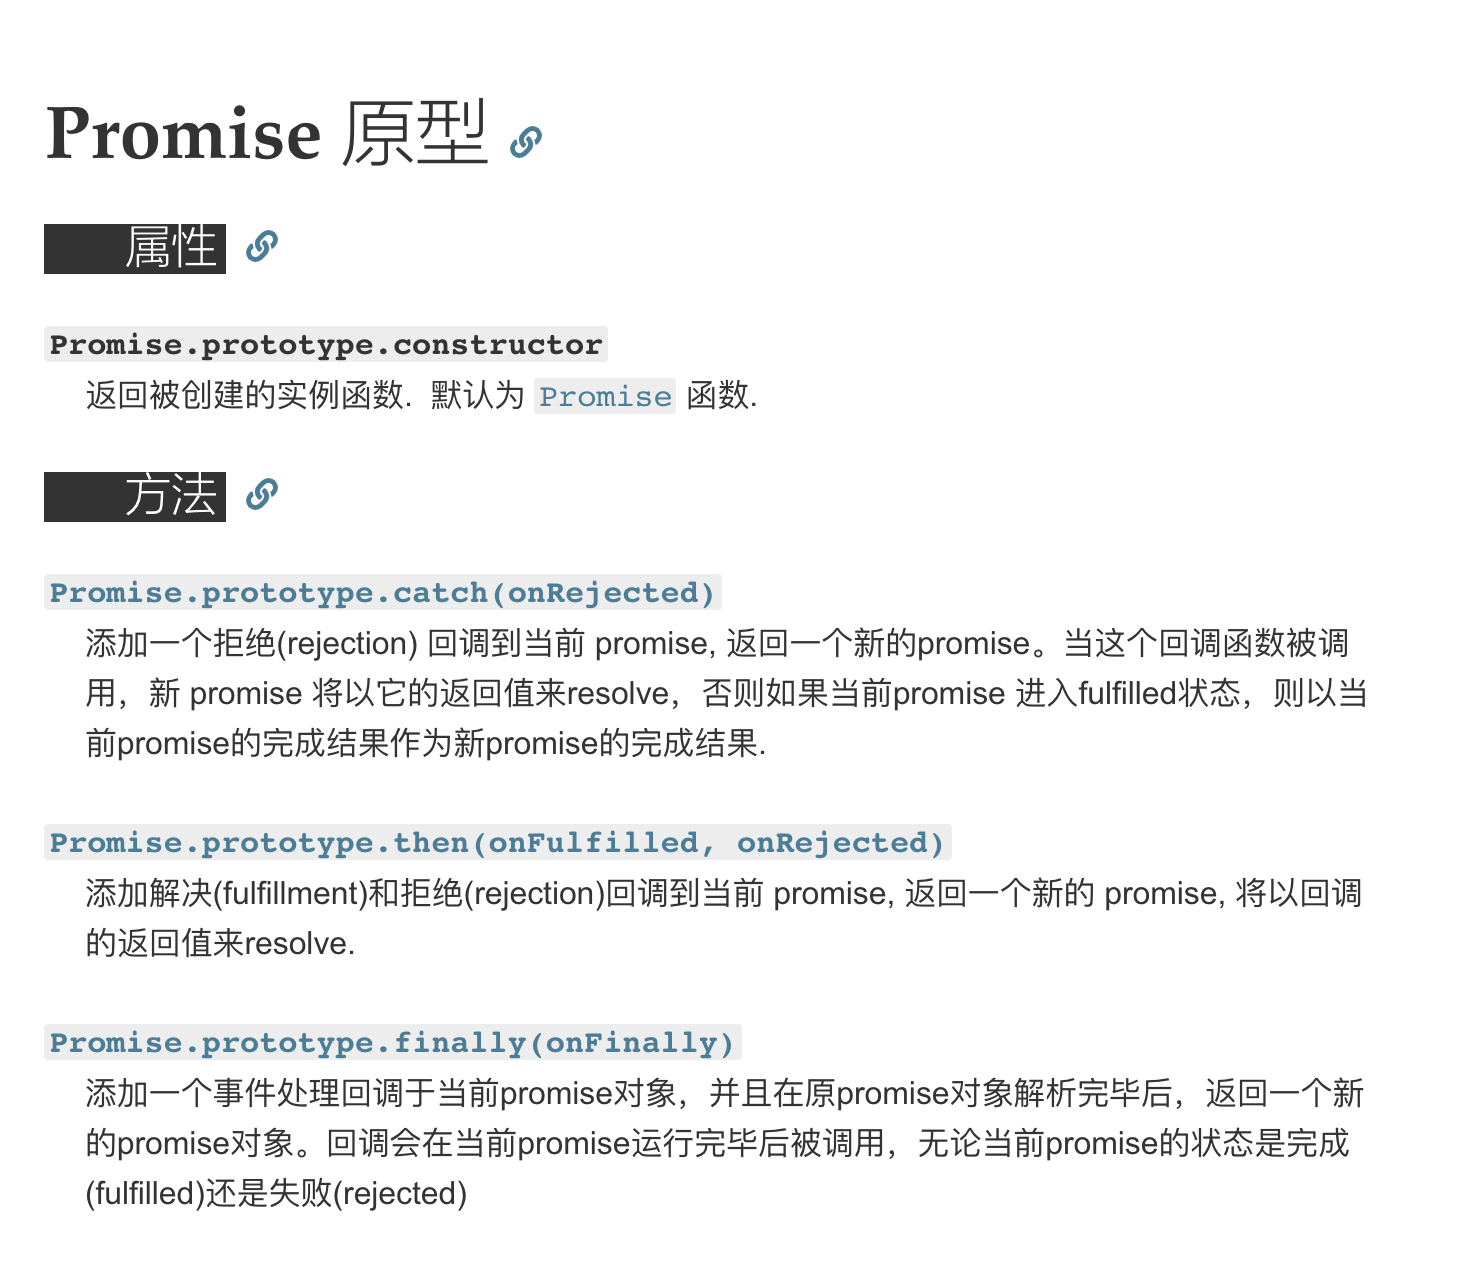 Promise 原型
属性
Promise.prototype.constructor
返回被创建的实例函数.  默认为 Promise 函数.
方法
Promise.prototype.catch(onRejected)
添加一个拒绝(rejection) 回调到当前 promise, 返回一个新的promise。当这个回调函数被调
用，新 promise 将以它的返回值来resolve，否则如果当前promise 进入fulfilled状态，则以当
前promise的完成结果作为新promise的完成结果.
Promise.prototype.then(onFulfilled, onRejected)
添加解决(fulfillment)和拒绝(rejection)回调到当前 promise, 返回一个新的 promise, 将以回调
的返回值来resolve.
Promise.prototype.finally(onFinally)
添加一个事件处理回调于当前promise对象，并且在原promise对象解析完毕后，返回一个新
的promise对象。回调会在当前promise运行完毕后被调用，无论当前promise的状态是完成
(fulfilled)还是失败(rejected)